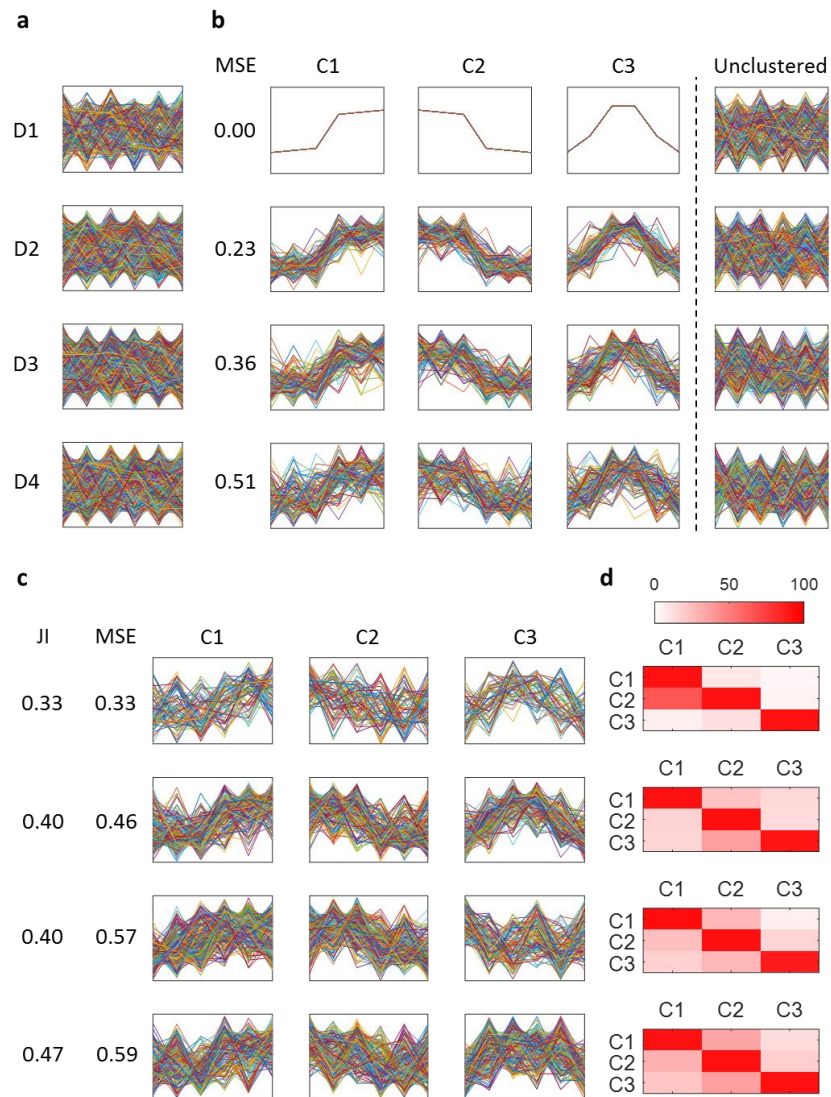 a b
MSE C1 C2 C3 Unclustered
D1 0.00
D2 0.23
D3 0.36
D4 0.51
c d
0 50 100
JI MSE C1 C2 C3
C1 C2 C3
0.33 0.33
C1
C2
C3
C1 C2 C3
0.40 0.46
C1
C2
C3
C1 C2 C3
0.40 0.57
C1
C2
C3
C1 C2 C3
0.47 0.59
C1
C2
C3